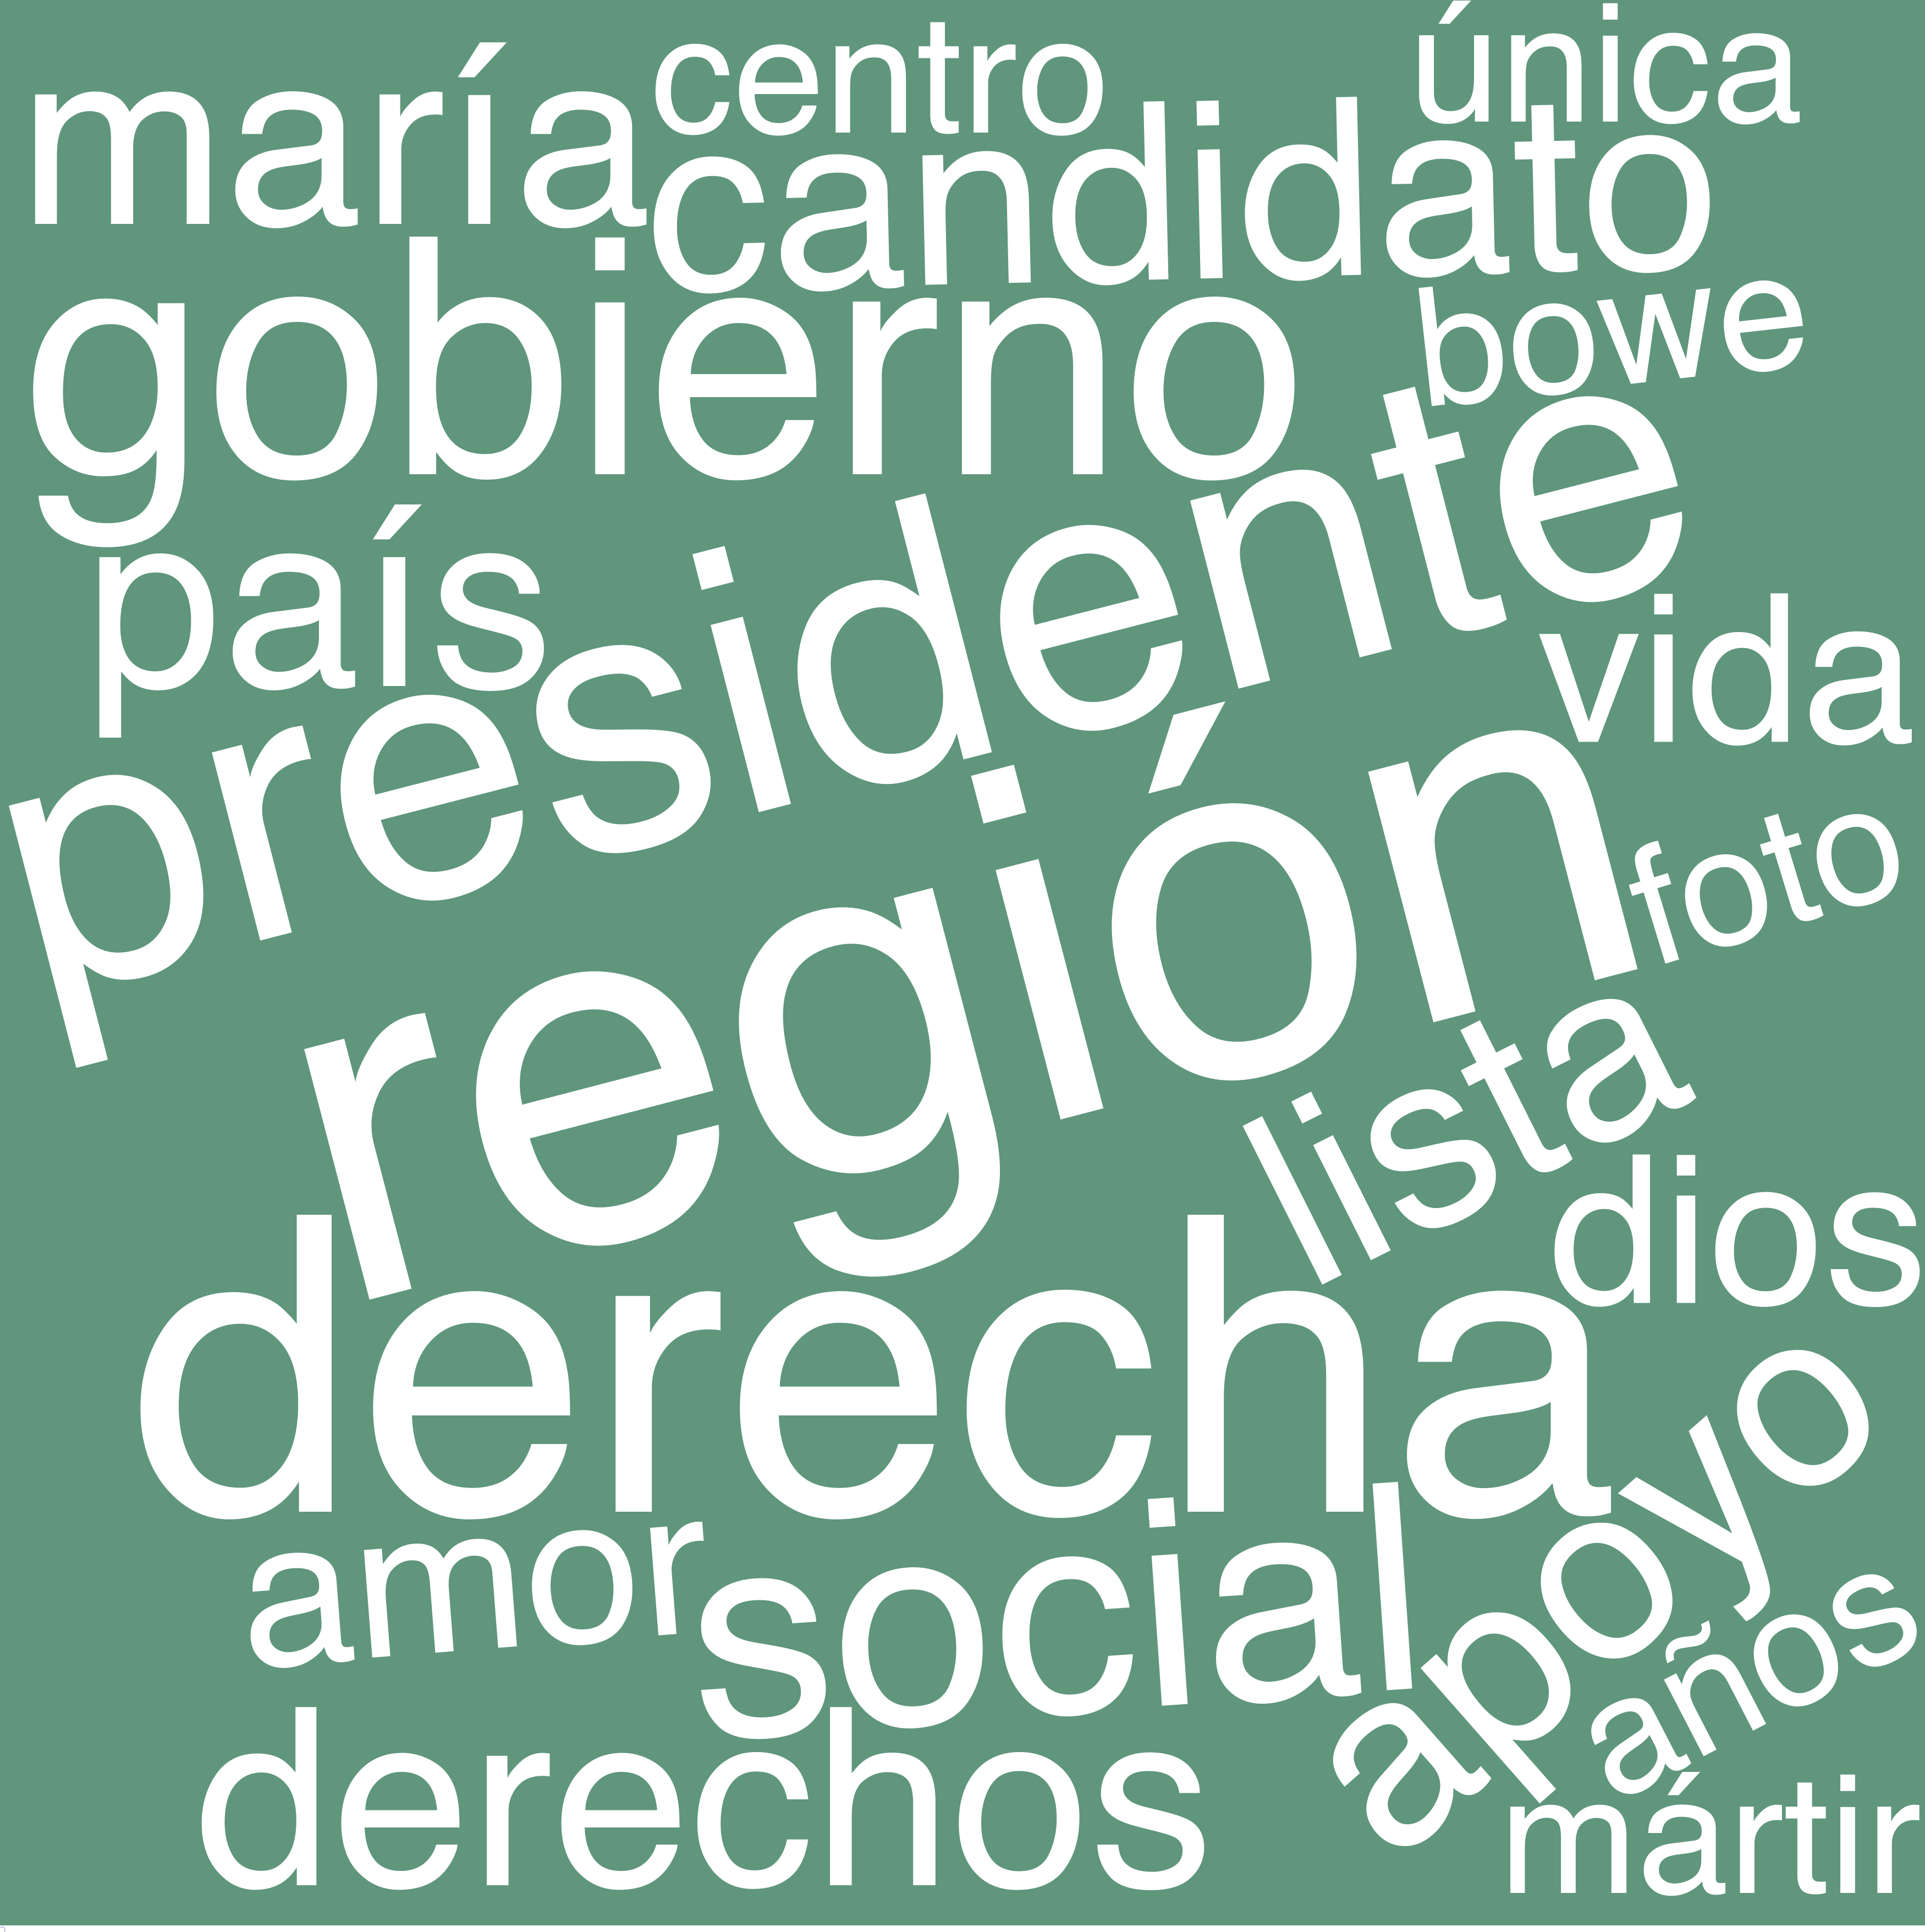 centro
única
maría
candidato
gobierno
bowe
país
presidente
vida
región
foto
lista
dios
derecha
amor
social
apoyo
años
derechos
mártir